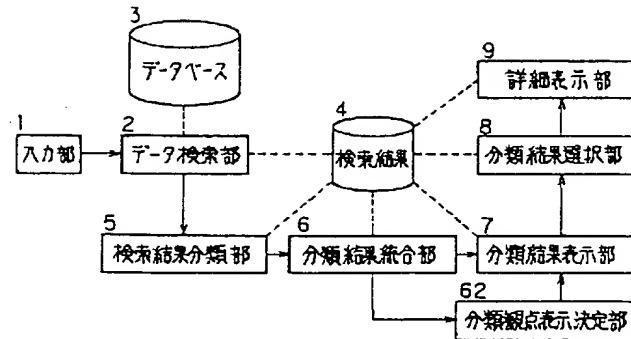 3
データベース
9
詳細表示部
4
検索結果
1
入力部
2
データ検索部
8
分類結果選択部
5
検索結果分類部
6
分類結果統合部
7
分類結果表示部
62
分類観点表示決定部